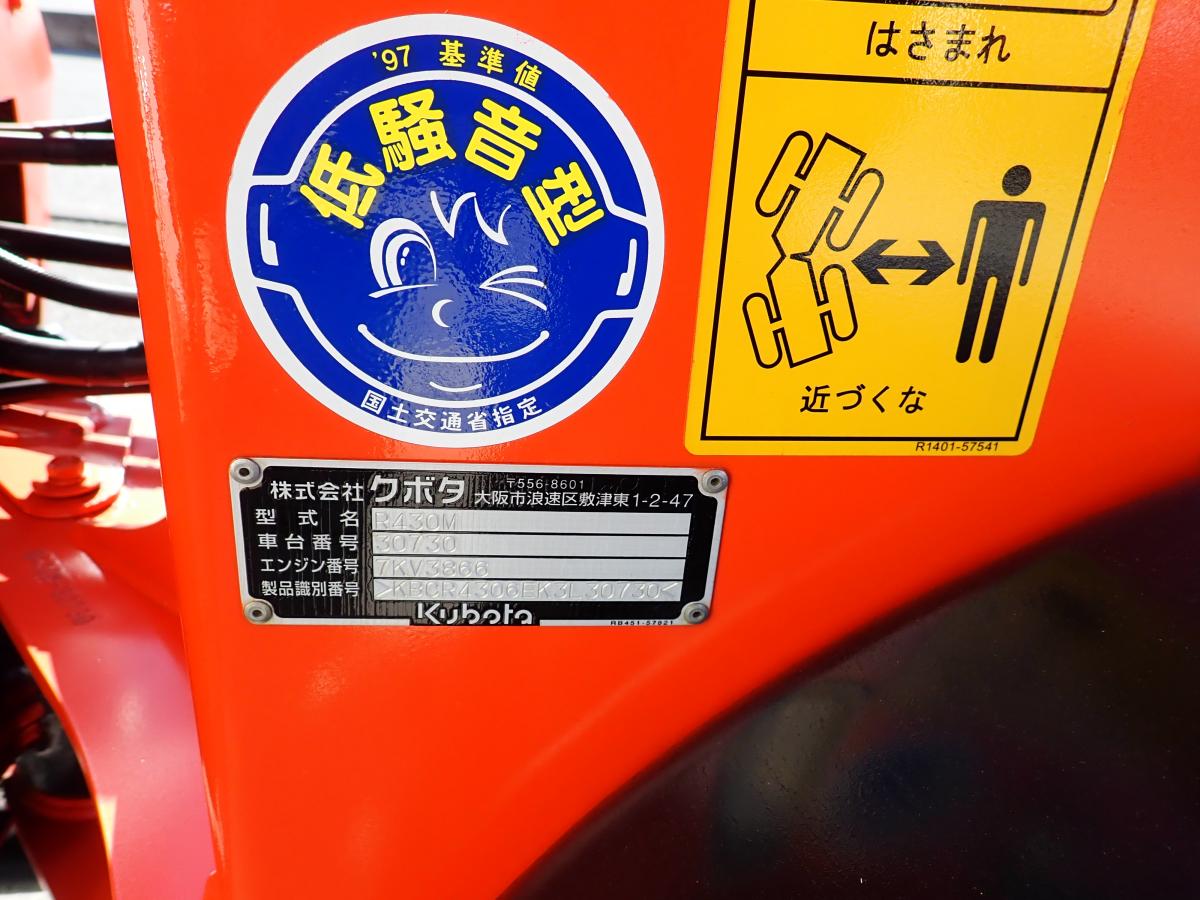 '97 基準値
低騒音型
国土交通省指定
はさまれ
近づくな
R1401-57541
〒556-8601
株式会社クボタ 大阪市浪速区敷津東1-2-47
型式名 R430M
車台番号 30730
エンジン番号 7KV3866
製品識別番号 >KBCR4306EK3L30730<
Kubota
RB451-57821